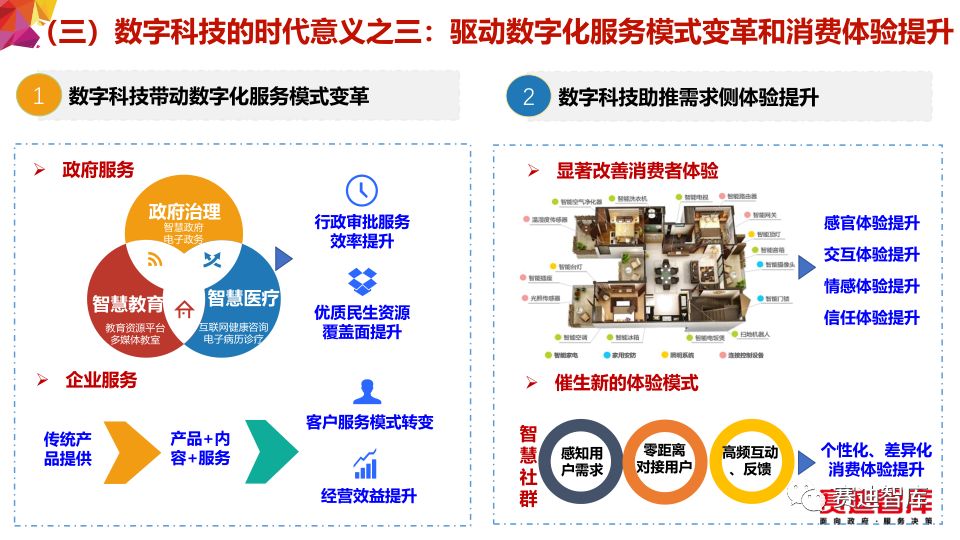 （三）数字科技的时代意义之三：驱动数字化服务模式变革和消费体验提升
1
数字科技带动数字化服务模式变革
政府服务
政府治理
智慧政府
电子政务
智慧教育
教育资源平台
多媒体教室
智慧医疗
互联网健康咨询
电子病历诊疗
行政审批服务
效率提升
优质民生资源
覆盖面提升
企业服务
传统产
品提供
产品+内
容+服务
客户服务模式转变
经营效益提升
2
数字科技助推需求侧体验提升
显著改善消费者体验
智能空气净化器
智能洗衣机
智能电视
智能路由器
温湿度传感器
智能网关
智能顶灯
智能音箱
智能摄像头
智能台灯
智能插座
光照传感器
智能门锁
智能空调
智能冰箱
智能电饭煲
扫地机器人
智能家电
家用安防
照明系统
连接控制设备
感官体验提升
交互体验提升
情感体验提升
信任体验提升
催生新的体验模式
智慧社群
感知用
户需求
零距离
对接用户
高频互动
、反馈
个性化、差异化
消费体验提升
赛迪智库
赛迪智库
面向政府·服务决策